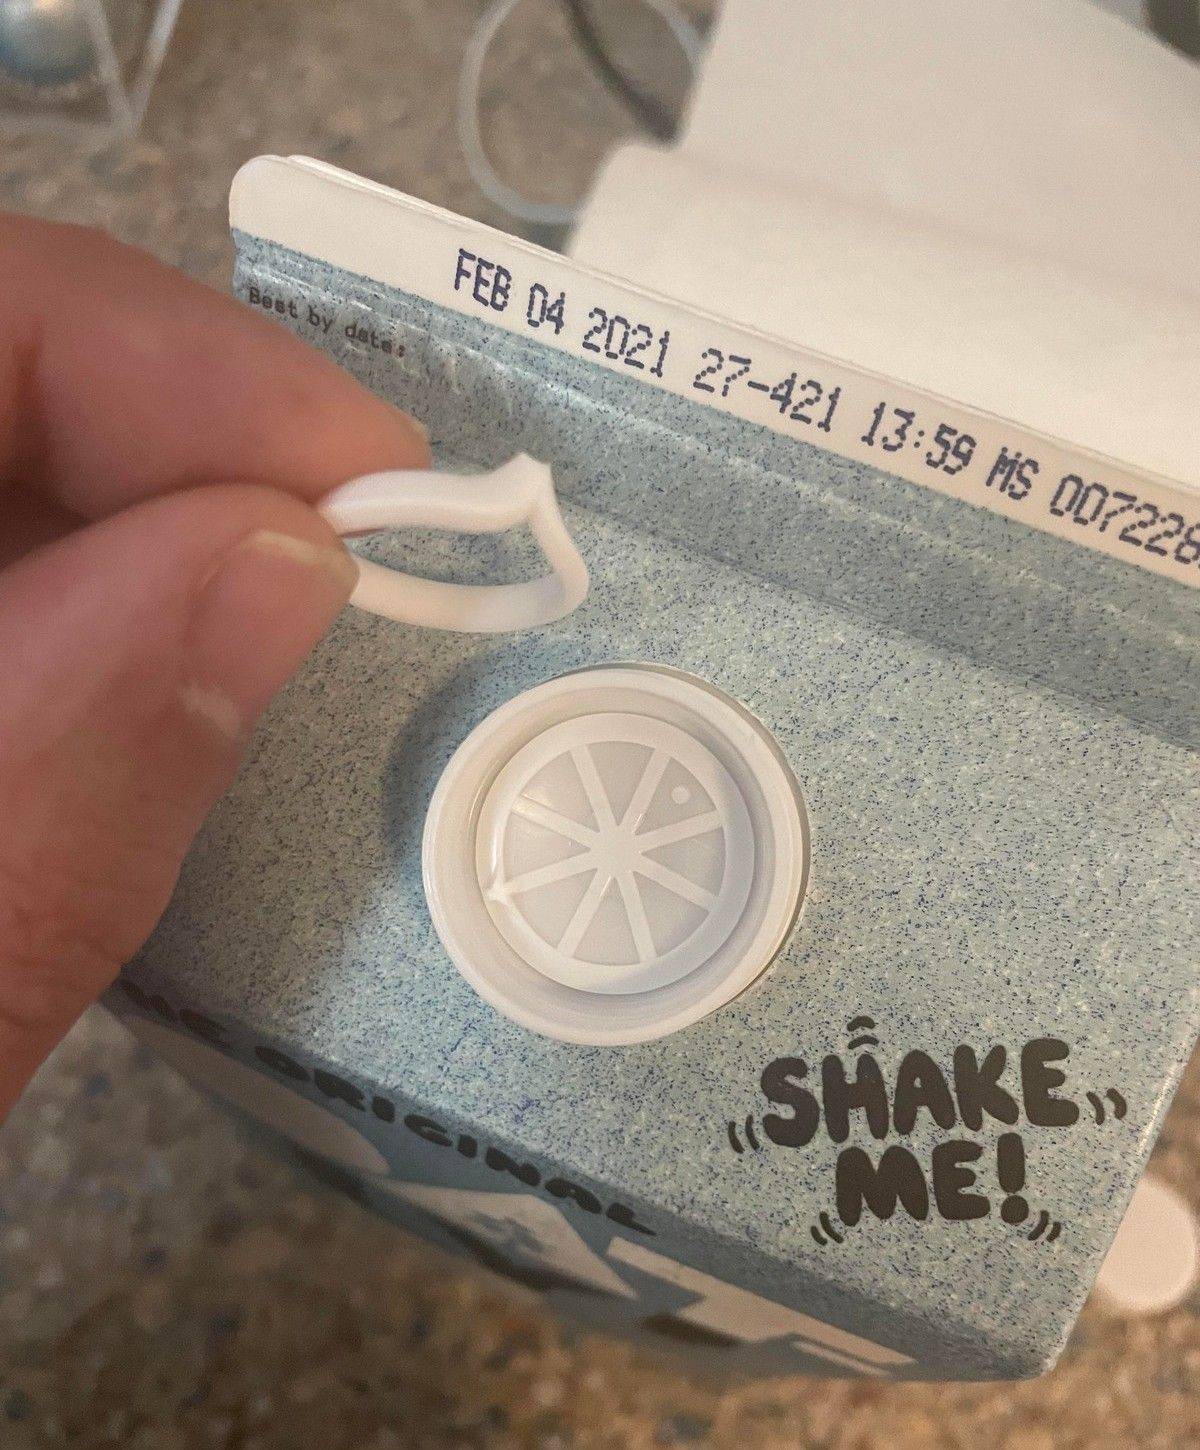 FEB 04 2021 27-421 13:59 MS 007228
Best by date:
ORIGINAL
SHAKE
ME!